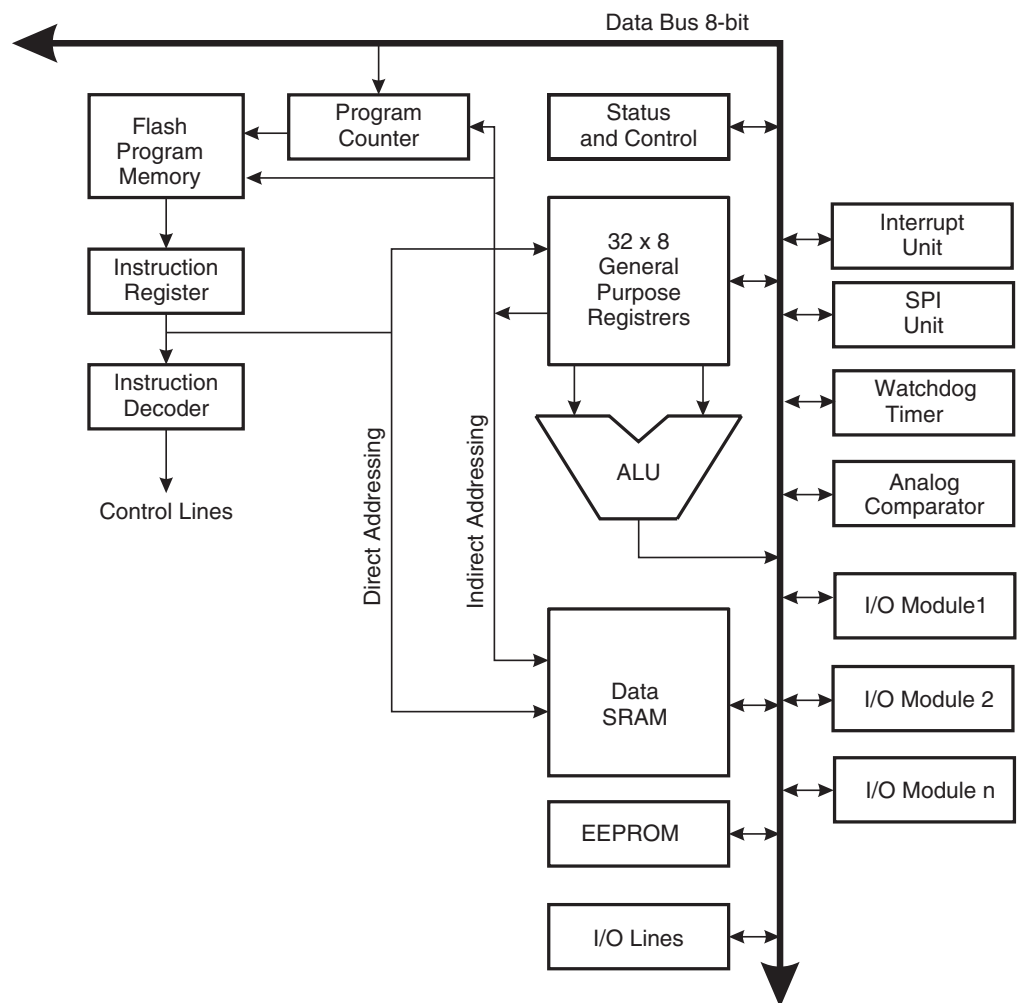 Data Bus 8-bit
Flash
Program
Memory
Program
Counter
Status
and Control
32 x 8
General
Purpose
Registrers
Interrupt
Unit
Instruction
Register
SPI
Unit
Instruction
Decoder
Watchdog
Timer
Direct Addressing
Indirect Addressing
ALU
Analog
Comparator
Control Lines
I/O Module1
Data
SRAM
I/O Module 2
I/O Module n
EEPROM
I/O Lines